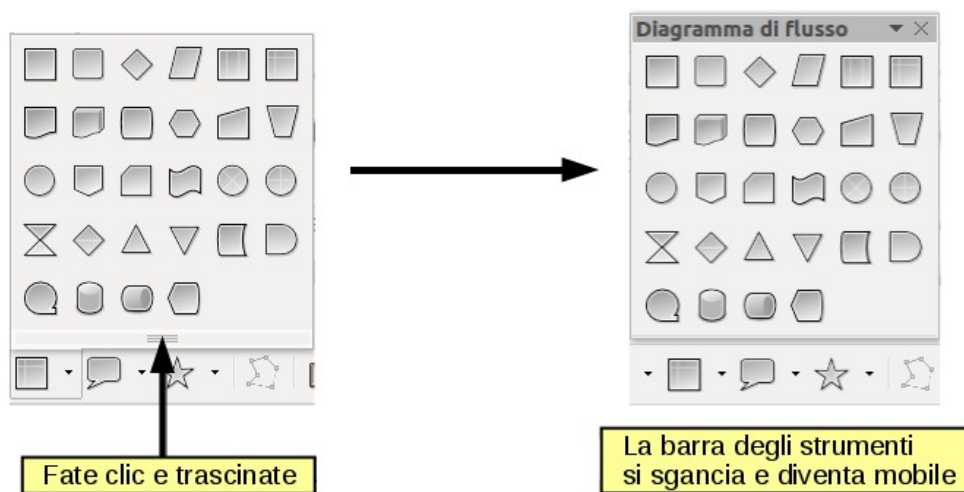 Diagramma di flusso
Fate clic e trascinate
La barra degli strumenti
si sgancia e diventa mobile